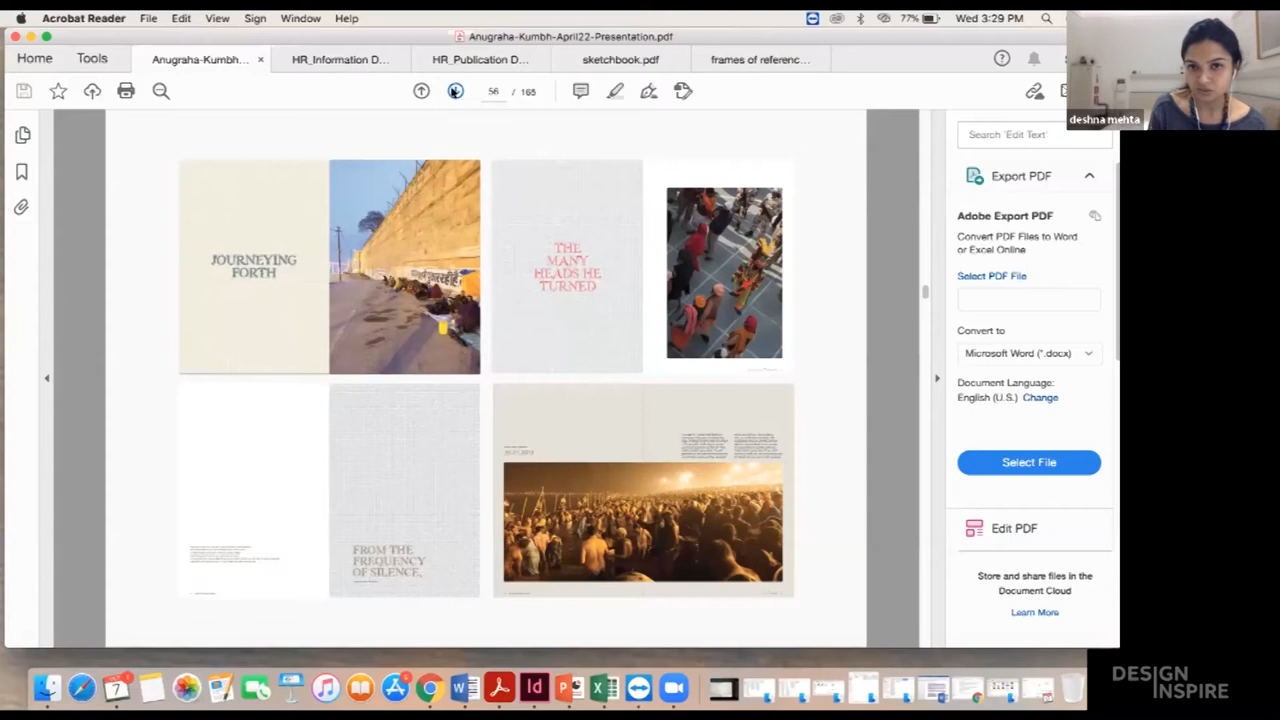 Acrobat Reader File Edit View Sign Window Help
77% Wed 3:29 PM
Anugraha-Kumbh-April22-Presentation.pdf
Home Tools Anugraha-Kumbh... × HR_Information D... HR_Publication D... sketchbook.pdf frames of referenc...
56 / 165
deshna mehta
Search 'Edit Text'
Export PDF
Adobe Export PDF
Convert PDF Files to Word
or Excel Online
Select PDF File
Convert to
Microsoft Word (*.docx)
Document Language:
English (U.S.) Change
Select File
Edit PDF
Store and share files in the
Document Cloud
Learn More
JOURNEYING
FORTH
THE
MANY
HEADS HE
TURNED
FROM THE
FREQUENCY
OF SILENCE,
7
W
Id
P
X
DESIGN
INSPIRE